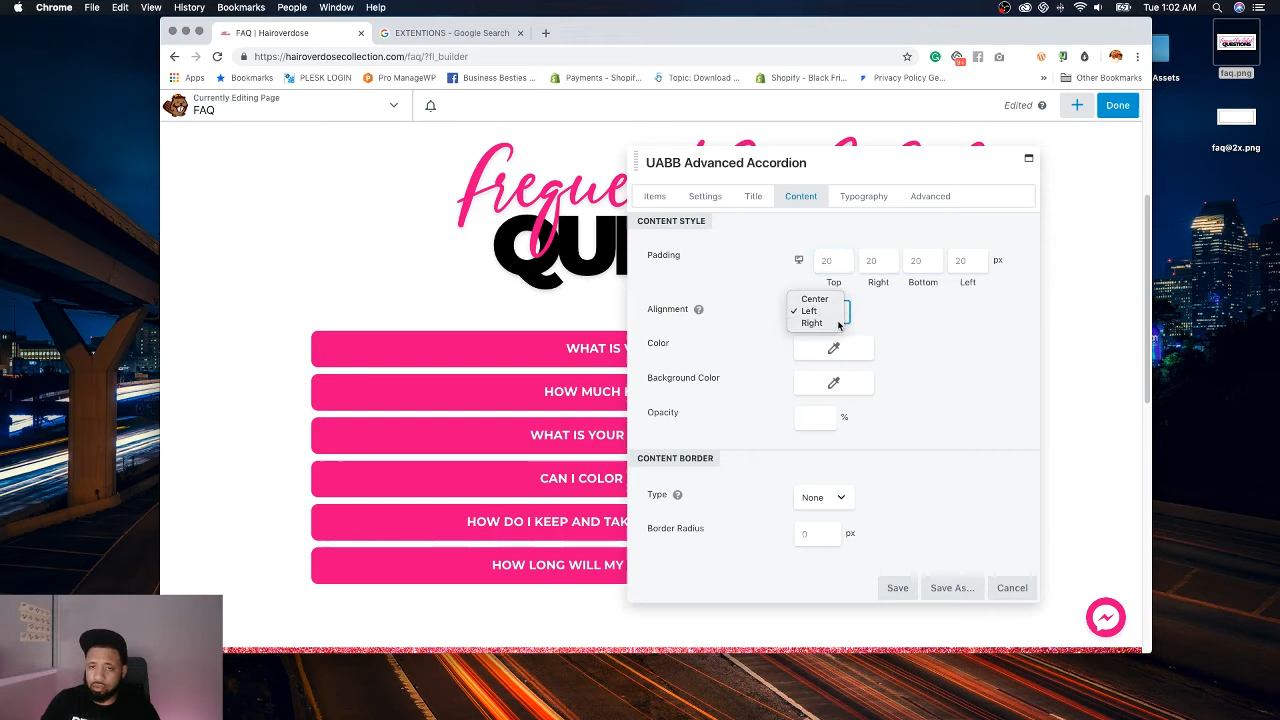 Chrome File Edit View History Bookmarks People Window Help
Tue 1:02 AM
FAQ | Hairoverdose
EXTENTIONS - Google Search
https://hairoverdosecollection.com/faq/?fl_builder
Apps Bookmarks PLESK LOGIN Pro ManageWP Business Besties ... Payments - Shopif... Topic: Download ... Shopify - Black Fri... Privacy Policy Ge... » Other Bookmarks
Currently Editing Page
FAQ
Edited
Done
faq.png
faq@2x.png
Freque
QUE
WHAT IS
HOW MUCH
WHAT IS YOUR
CAN I COLOR
HOW DO I KEEP AND TAK
HOW LONG WILL MY
UABB Advanced Accordion
Items Settings Title Content Typography Advanced
CONTENT STYLE
Padding 20 20 20 20 px
Top Right Bottom Left
Alignment
Center
Left
Right
Color
Background Color
Opacity %
CONTENT BORDER
Type None
Border Radius 0 px
Save Save As... Cancel